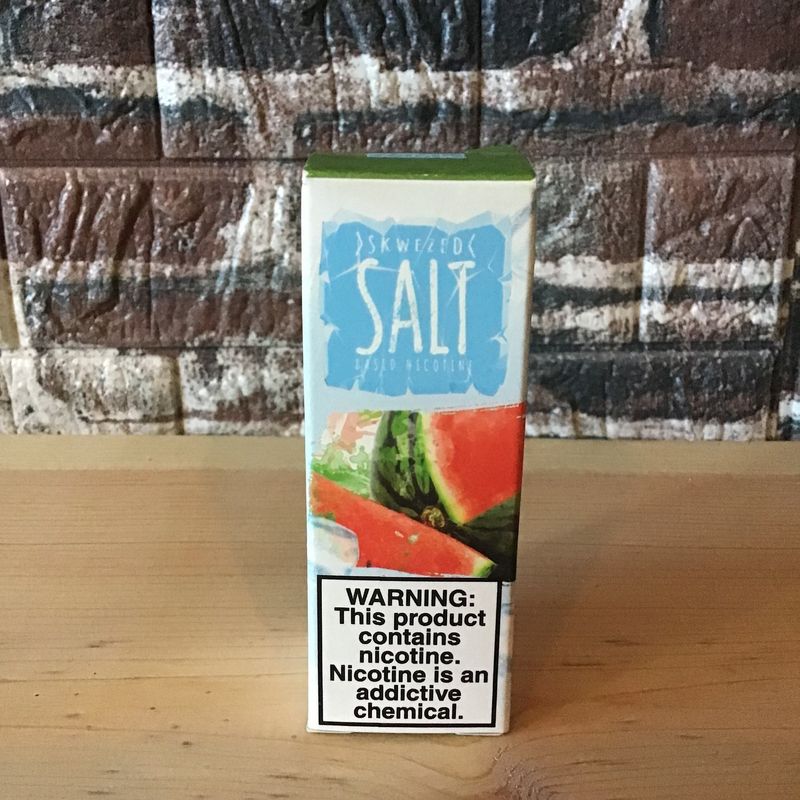 SKWEZED
SALT
BASED NICOTINE
WARNING:
This product
contains
nicotine.
Nicotine is an
addictive
chemical.